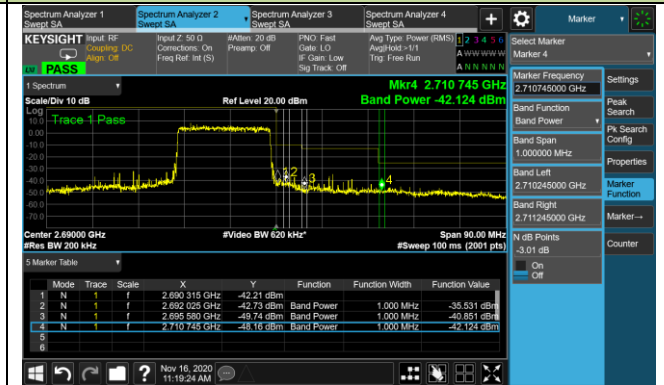 Spectrum Analyzer 1
Swept SA
Spectrum Analyzer 2
Swept SA
Spectrum Analyzer 3
Swept SA
Spectrum Analyzer 4
Swept SA
+
Marker
KEYSIGHT
Input: RF
Coupling: DC
Align: Off
Input Z: 50 Ω
Corrections: On
Freq Ref: Int (S)
#Atten: 20 dB
Preamp: Off
PNO: Fast
Gate: LO
IF Gain: Low
Sig Track: Off
Avg Type: Power (RMS)
Avg|Hold:>1/1
Trig: Free Run
1 2 3 4 5 6
A W W W W W
A N N N N N
PASS
1 Spectrum
Scale/Div 10 dB
Ref Level 20.00 dBm
Mkr4 2.710 745 GHz
Band Power -42.124 dBm
Log
Trace 1 Pass
10.0
0.00
-10.0
-20.0
-30.0
-40.0
-50.0
-60.0
-70.0
1
2
3
4
Center 2.69000 GHz
#Res BW 200 kHz
#Video BW 620 kHz*
Span 90.00 MHz
#Sweep 100 ms (2001 pts)
5 Marker Table
Mode Trace Scale X Y Function Function Width Function Value
1 N 1 f 2.690 315 GHz -42.21 dBm
2 N 1 f 2.692 025 GHz -42.73 dBm Band Power 1.000 MHz -35.531 dBm
3 N 1 f 2.695 580 GHz -49.74 dBm Band Power 1.000 MHz -40.851 dBm
4 N 1 f 2.710 745 GHz -48.16 dBm Band Power 1.000 MHz -42.124 dBm
5
6
?
Nov 16, 2020
11:19:24 AM
Select Marker
Marker 4
Marker Frequency
2.710745000 GHz
Band Function
Band Power
Band Span
1.000000 MHz
Band Left
2.710245000 GHz
Band Right
2.711245000 GHz
N dB Points
-3.01 dB
On
Off
Settings
Peak
Search
Pk Search
Config
Properties
Marker
Function
Marker→
Counter